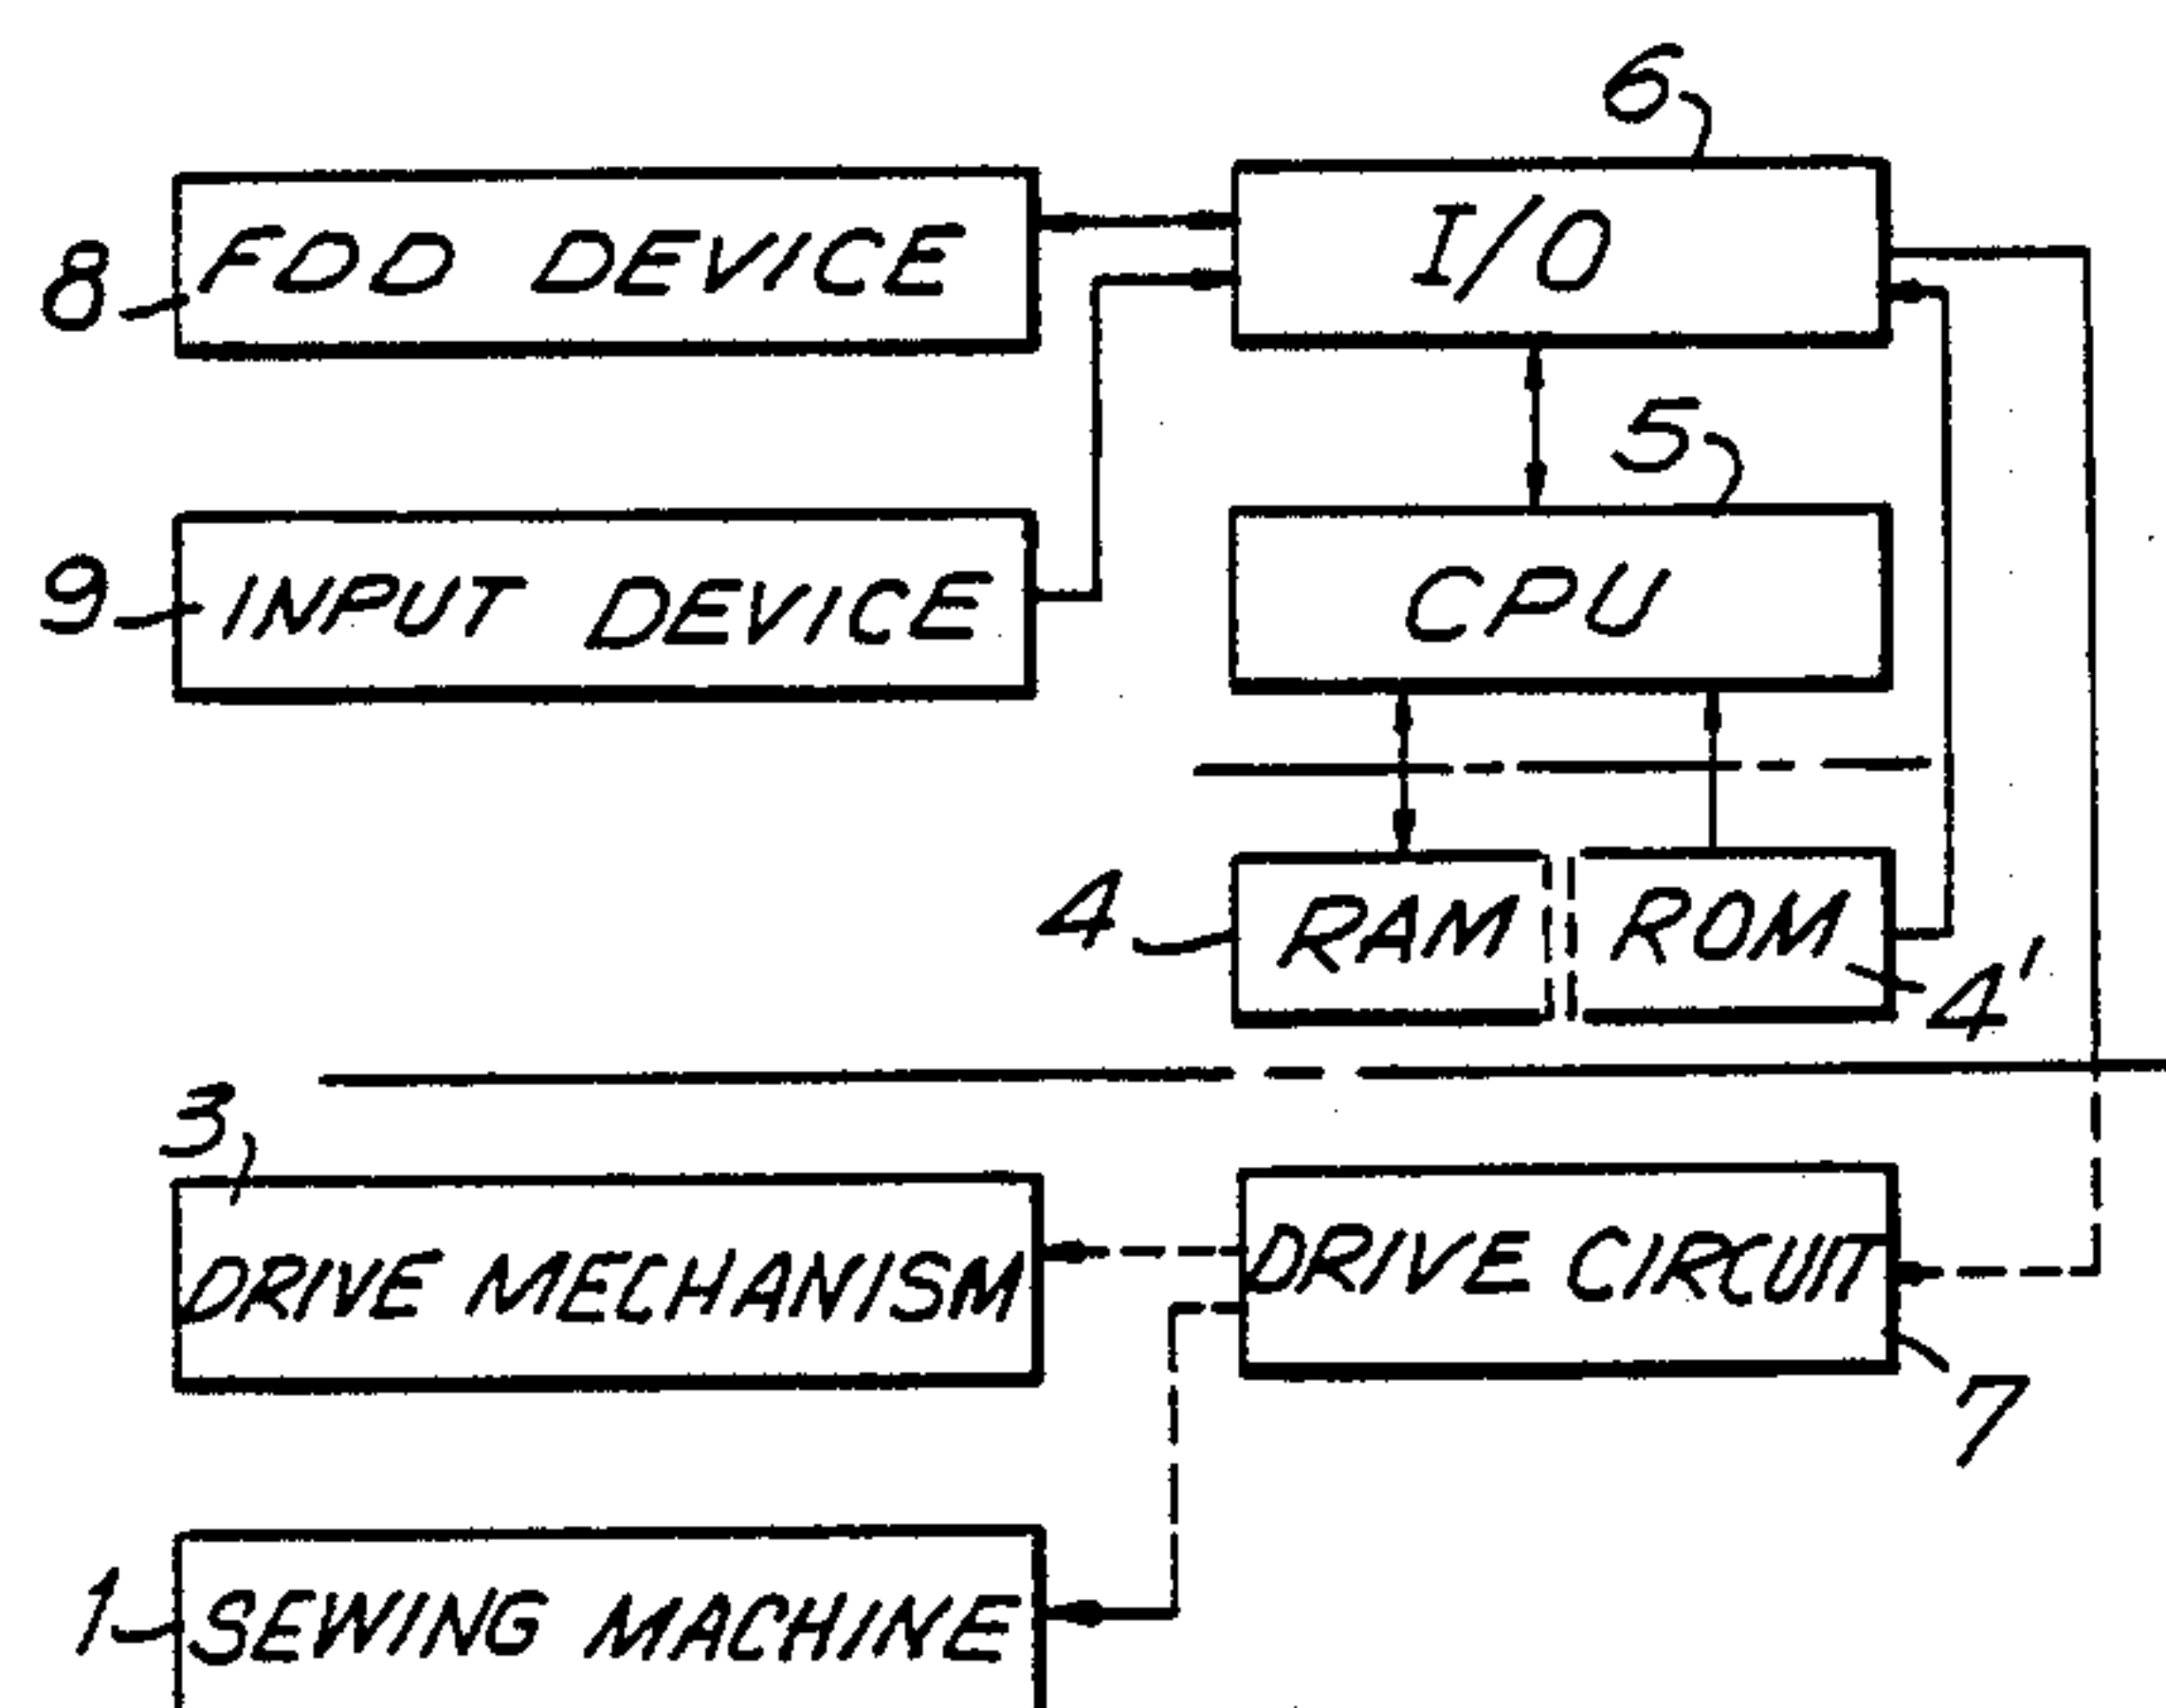 6
FDD DEVICE
I/O
8
5
INPUT DEVICE
CPU
9
4
RAM
ROM
4'
3
DRIVE MECHANISM
DRIVE CIRCUIT
7
1
SEWING MACHINE